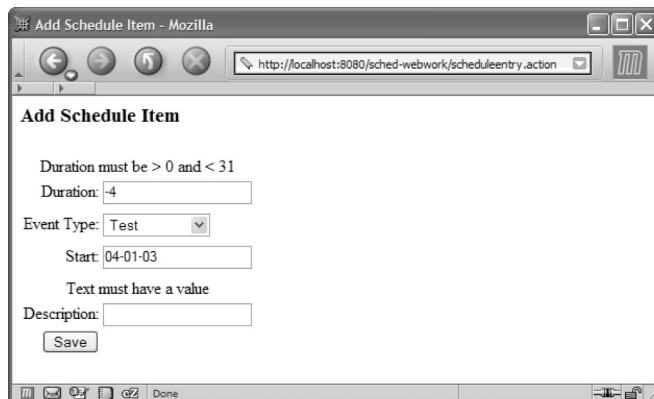 Add Schedule Item - Mozilla
http://localhost:8080/sched-webwork/scheduleentry.action
Add Schedule Item
Duration must be > 0 and < 31
Duration: -4
Event Type: Test
Start: 04-01-03
Text must have a value
Description:
Save
Done